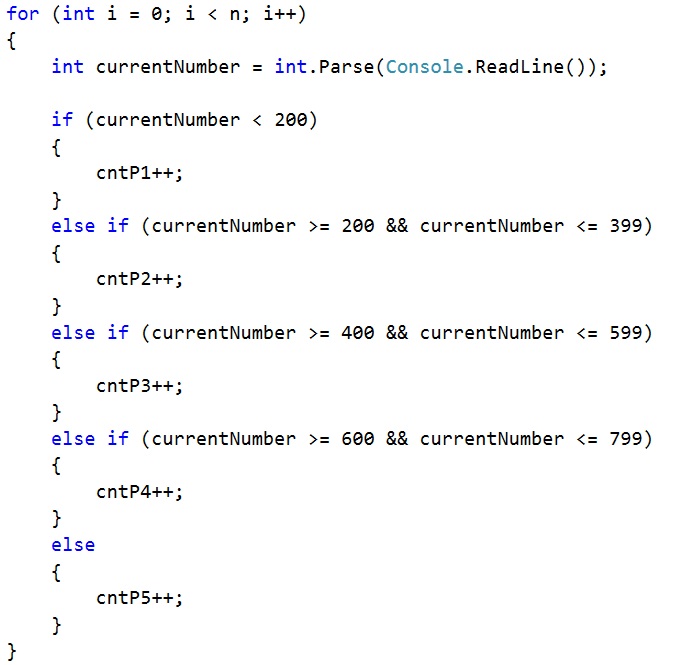 for (int i = 0; i < n; i++)
{
    int currentNumber = int.Parse(Console.ReadLine());

    if (currentNumber < 200)
    {
        cntP1++;
    }
    else if (currentNumber >= 200 && currentNumber <= 399)
    {
        cntP2++;
    }
    else if (currentNumber >= 400 && currentNumber <= 599)
    {
        cntP3++;
    }
    else if (currentNumber >= 600 && currentNumber <= 799)
    {
        cntP4++;
    }
    else
    {
        cntP5++;
    }
}